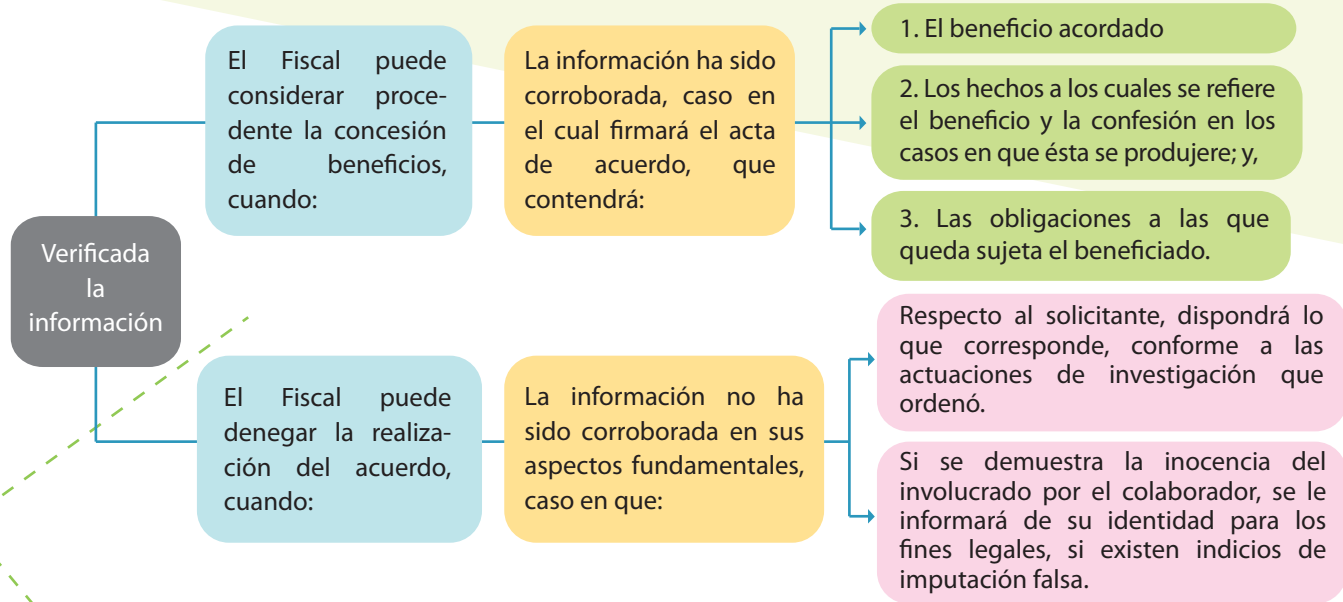 Verificada
la
información
El Fiscal puede
considerar proce-
dente la concesión
de beneficios,
cuando:
La información ha sido
corroborada, caso en
el cual firmará el acta
de acuerdo, que
contendrá:
1. El beneficio acordado
2. Los hechos a los cuales se refiere
el beneficio y la confesión en los
casos en que ésta se produjere; y,
3. Las obligaciones a las que
queda sujeta el beneficiado.
El Fiscal puede
denegar la realiza-
ción del acuerdo,
cuando:
La información no ha
sido corroborada en sus
aspectos fundamentales,
caso en que:
Respecto al solicitante, dispondrá lo
que corresponde, conforme a las
actuaciones de investigación que
ordenó.
Si se demuestra la inocencia del
involucrado por el colaborador, se le
informará de su identidad para los
fines legales, si existen indicios de
imputación falsa.